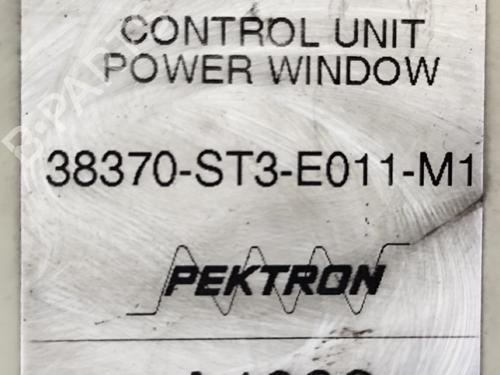 CONTROL UNIT
POWER WINDOW
38370-ST3-E011-M1
PEKTRON